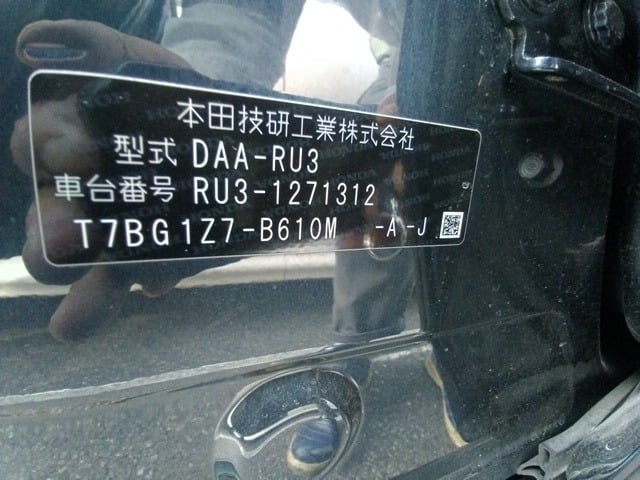 本田技研工業株式会社
型式 DAA-RU3
車台番号 RU3-1271312
T7BG1Z7-B610M -A -J